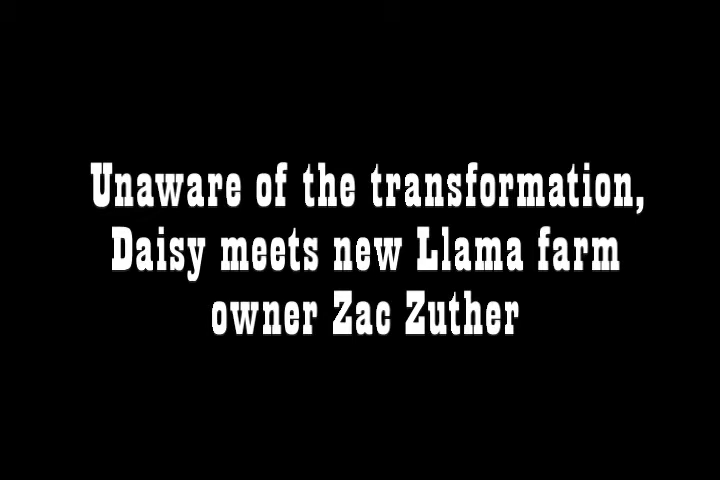 Unaware of the transformation,
Daisy meets new Llama farm
owner Zac Zuther